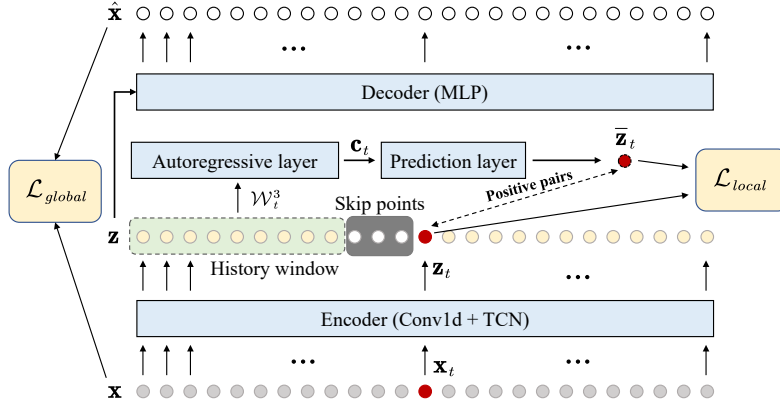 x̂
...
...
Decoder (MLP)
z̄_t
c_t
Autoregressive layer
Prediction layer
ℒ_global
ℒ_local
Positive pairs
𝒲_t^3
Skip points
z
History window
z_t
...
Encoder (Conv1d + TCN)
...
...
x_t
x